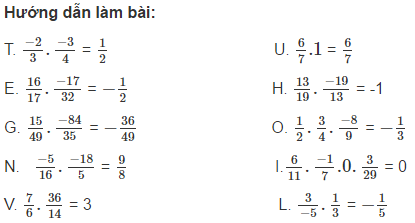 Hướng dẫn làm bài:
T. \frac{-2}{3} . \frac{-3}{4} = \frac{1}{2}
U. \frac{6}{7} .1 = \frac{6}{7}
E. \frac{16}{17} . \frac{-17}{32} = -\frac{1}{2}
H. \frac{13}{19} . \frac{-19}{13} = -1
G. \frac{15}{49} . \frac{-84}{35} = -\frac{36}{49}
O. \frac{1}{2} . \frac{3}{4} . \frac{-8}{9} = -\frac{1}{3}
N. \frac{-5}{16} . \frac{-18}{5} = \frac{9}{8}
I. \frac{6}{11} . \frac{-1}{7} .0. \frac{3}{29} = 0
V. \frac{7}{6} . \frac{36}{14} = 3
L. \frac{3}{-5} . \frac{1}{3} = -\frac{1}{5}